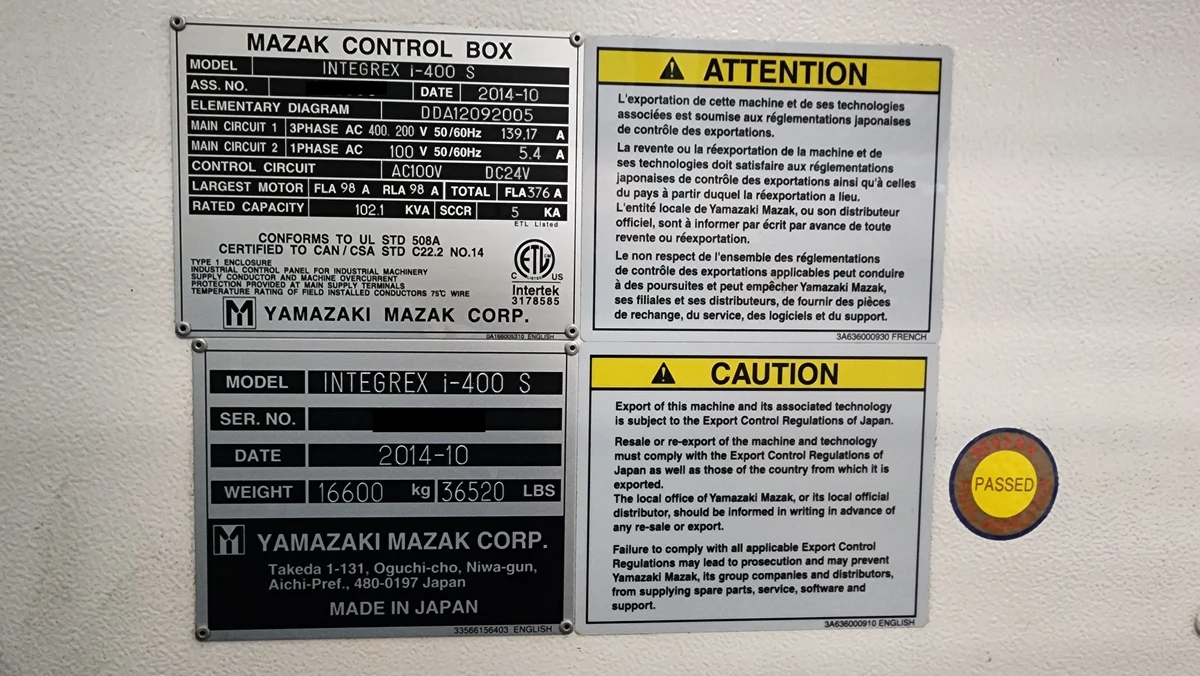 MAZAK CONTROL BOX
MODEL INTEGREX i-400 S
ASS. NO. DATE 2014-10
ELEMENTARY DIAGRAM DDA12092005
MAIN CIRCUIT 1 3PHASE AC 400. 200 V 50/60Hz 139.17 A
MAIN CIRCUIT 2 1PHASE AC 100 V 50/60Hz 5.4 A
CONTROL CIRCUIT AC100V DC24V
LARGEST MOTOR FLA 98 A RLA 98 A TOTAL FLA376 A
RATED CAPACITY 102.1 KVA SCCR 5 KA
ETL Listed
CONFORMS TO UL STD 508A
CERTIFIED TO CAN/CSA STD C22.2 NO.14
TYPE 1 ENCLOSURE
INDUSTRIAL CONTROL PANEL FOR INDUSTRIAL MACHINERY
SUPPLY CONDUCTOR AND MACHINE OVERCURRENT
PROTECTION PROVIDED AT MAIN SUPPLY TERMINALS
TEMPERATURE RATING OF FIELD INSTALLED CONDUCTORS 75℃ WIRE
C ETL US
Intertek
3178585
YAMAZAKI MAZAK CORP.
ENGLISH
ATTENTION
L'exportation de cette machine et de ses technologies
associées est soumise aux réglementations japonaises
de contrôle des exportations.
La revente ou la réexportation de la machine et de
ses technologies doit satisfaire aux réglementations
japonaises de contrôle des exportations ainsi qu'à celles
du pays à partir duquel la réexportation a lieu.
L'entité locale de Yamazaki Mazak, ou son distributeur
officiel, sont à informer par écrit par avance de toute
revente ou réexportation.
Le non respect de l'ensemble des réglementations
de contrôle des exportations applicables peut conduire
à des poursuites et peut empêcher Yamazaki Mazak,
ses filiales et ses distributeurs, de fournir des pièces
de rechange, du service, des logiciels et du support.
3A636000930 FRENCH
MODEL INTEGREX i-400 S
SER. NO.
DATE 2014-10
WEIGHT 16600 kg 36520 LBS
YAMAZAKI MAZAK CORP.
Takeda 1-131, Oguchi-cho, Niwa-gun,
Aichi-Pref., 480-0197 Japan
MADE IN JAPAN
33566156403 ENGLISH
CAUTION
Export of this machine and its associated technology
is subject to the Export Control Regulations of Japan.
Resale or re-export of the machine and technology
must comply with the Export Control Regulations of
Japan as well as those of the country from which it is
exported.
The local office of Yamazaki Mazak, or its local official
distributor, should be informed in writing in advance of
any re-sale or export.
Failure to comply with all applicable Export Control
Regulations may lead to prosecution and may prevent
Yamazaki Mazak, its group companies and distributors,
from supplying spare parts, service, software and
support.
3A636000910 ENGLISH
PASSED